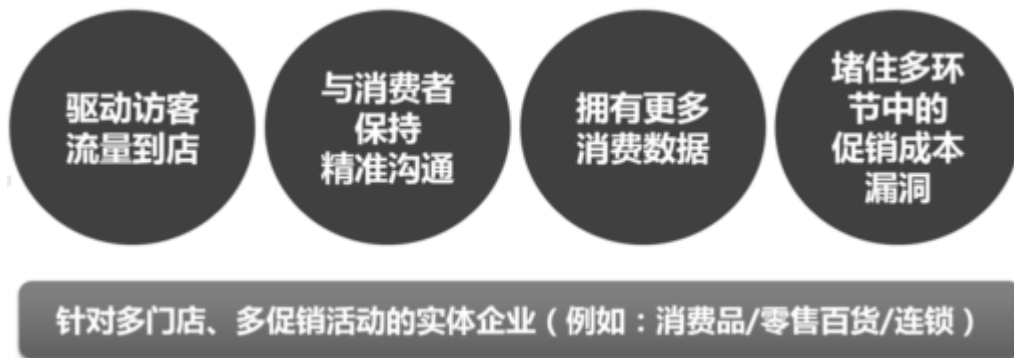 驱动访客
流量到店
与消费者
保持
精准沟通
拥有更多
消费数据
堵住多环
节中的
促销成本
漏洞
针对多门店、多促销活动的实体企业（例如：消费品/零售百货/连锁）